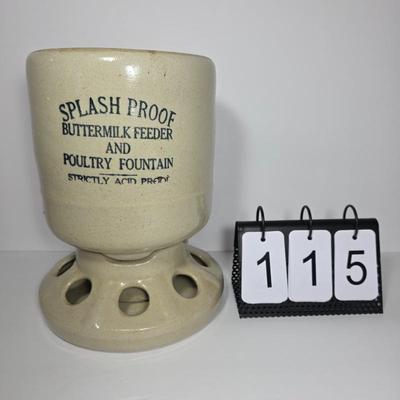 SPLASH PROOF
BUTTERMILK FEEDER
AND
POULTRY FOUNTAIN
STRICTLY ACID PROOF
115